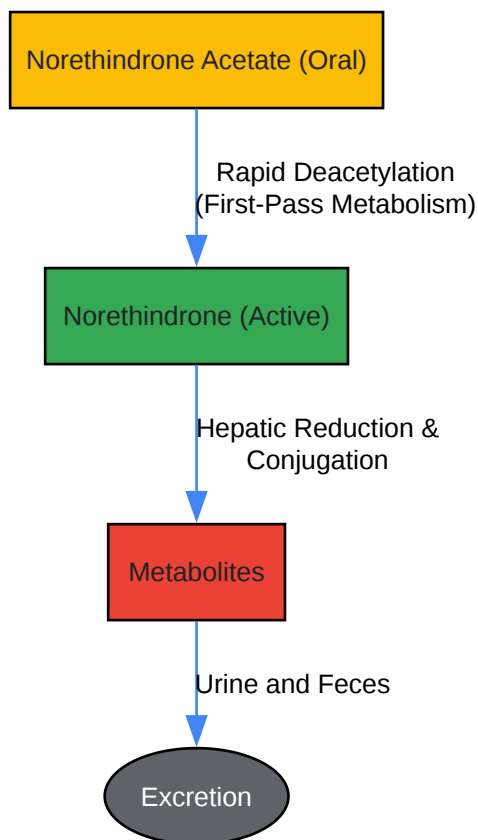 Norethindrone Acetate (Oral)
Rapid Deacetylation
(First-Pass Metabolism)
Norethindrone (Active)
Hepatic Reduction &
Conjugation
Metabolites
Urine and Feces
Excretion